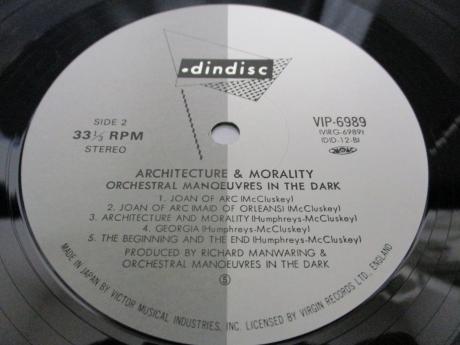 .dindisc
SIDE 2
33⅓ RPM
STEREO
VIP-6989
(VIRG-6989)
(DID-12-B)
ARCHITECTURE & MORALITY
ORCHESTRAL MANOEUVRES IN THE DARK
1. JOAN OF ARC (McCluskey)
2. JOAN OF ARC (MAID OF ORLEANS) (McCluskey)
3. ARCHITECTURE AND MORALITY (Humphreys-McCluskey)
4. GEORGIA (Humphreys-McCluskey)
5. THE BEGINNING AND THE END (Humphreys-McCluskey)
PRODUCED BY RICHARD MANWARING &
ORCHESTRAL MANOEUVRES IN THE DARK
S
MADE IN JAPAN BY VICTOR MUSICAL INDUSTRIES, INC. LICENSED BY VIRGIN RECORDS LTD., ENGLAND